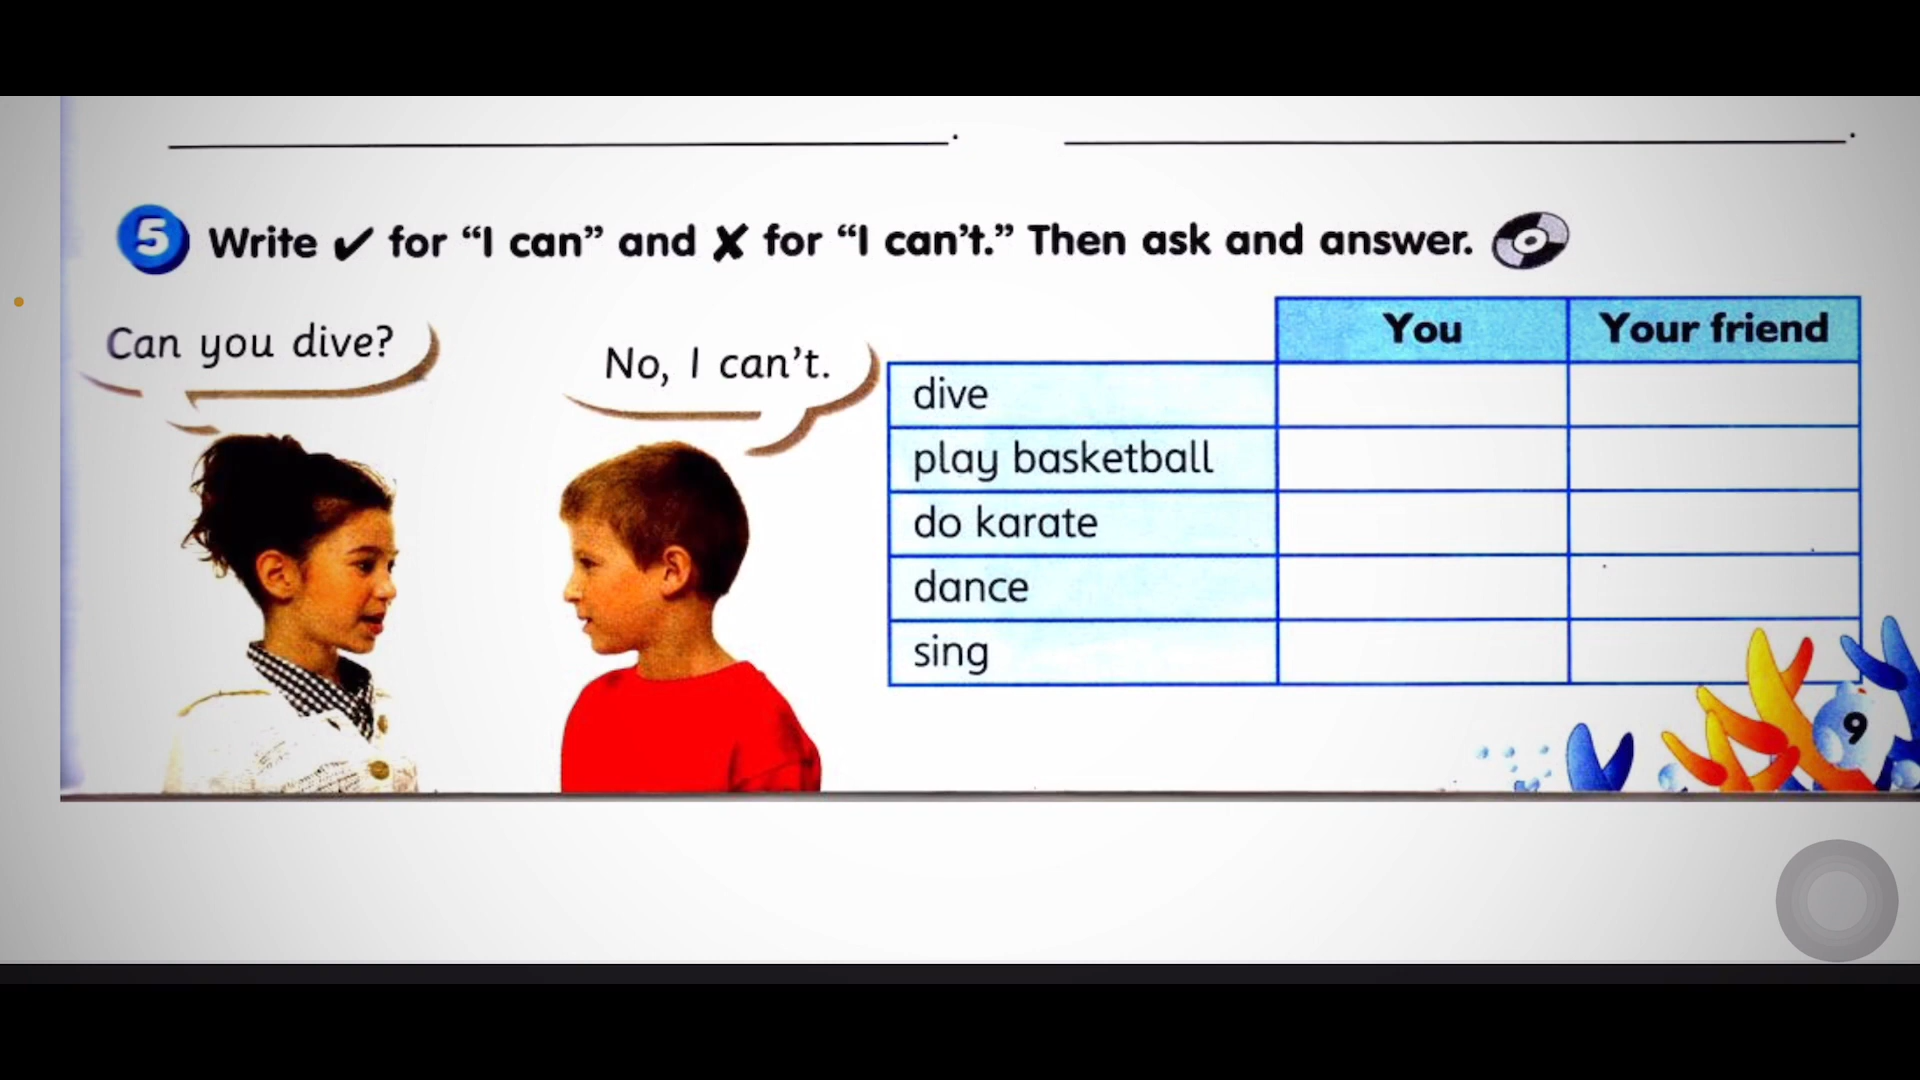 5 Write ✔ for “I can” and ✘ for “I can’t.” Then ask and answer.
Can you dive?
No, I can’t.
You Your friend
dive
play basketball
do karate
dance
sing
9